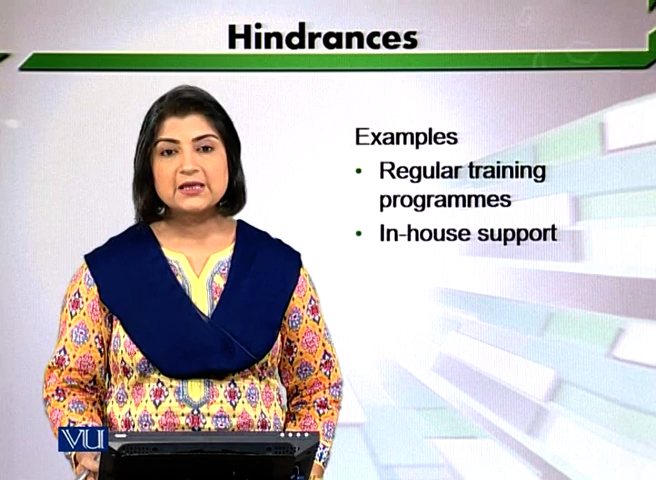 Hindrances
Examples
• Regular training
programmes
• In-house support
VU